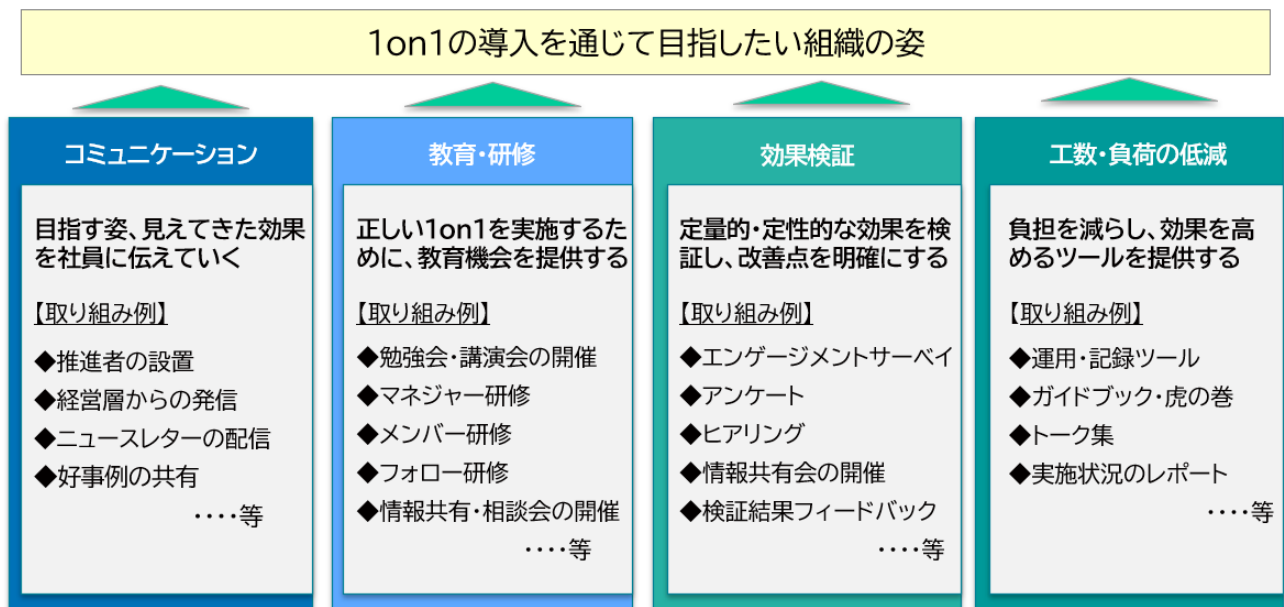 1on1の導入を通じて目指したい組織の姿
コミュニケーション
目指す姿、見えてきた効果
を社員に伝えていく
【取り組み例】
◆推進者の設置
◆経営層からの発信
◆ニュースレターの配信
◆好事例の共有
‥‥等
教育・研修
正しい1on1を実施するた
めに、教育機会を提供する
【取り組み例】
◆勉強会・講演会の開催
◆マネジャー研修
◆メンバー研修
◆フォロー研修
◆情報共有・相談会の開催
‥‥等
効果検証
定量的・定性的な効果を検
証し、改善点を明確にする
【取り組み例】
◆エンゲージメントサーベイ
◆アンケート
◆ヒアリング
◆情報共有会の開催
◆検証結果フィードバック
‥‥等
工数・負荷の低減
負担を減らし、効果を高
めるツールを提供する
【取り組み例】
◆運用・記録ツール
◆ガイドブック・虎の巻
◆トーク集
◆実施状況のレポート
‥‥等